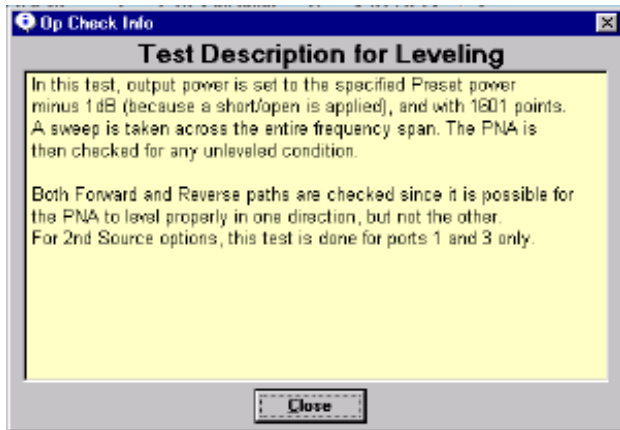 Op Check Info
Test Description for Leveling
In this test, output power is set to the specified Preset power
minus 1dB (because a short/open is applied), and with 1601 points.
A sweep is taken across the entire frequency span. The PNA is
then checked for any unleveled condition.
Both Forward and Reverse paths are checked since it is possible for
the PNA to level properly in one direction, but not the other.
For 2nd Source options, this test is done for ports 1 and 3 only.
Close